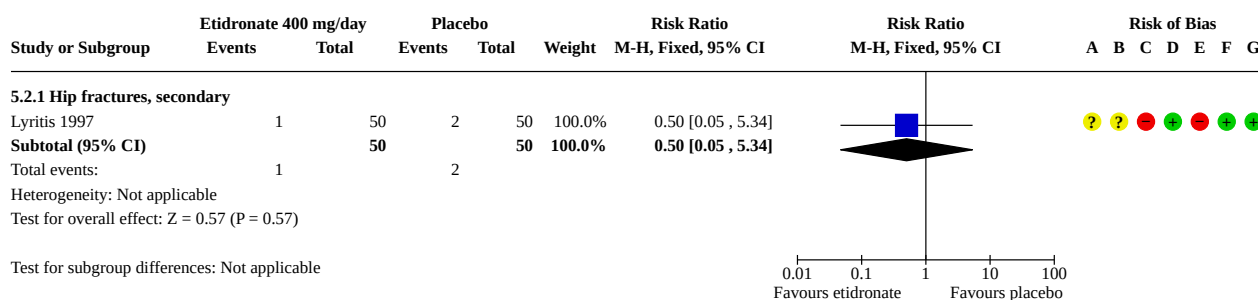 Etidronate 400 mg/day Placebo Risk Ratio Risk Ratio Risk of Bias
Study or Subgroup Events Total Events Total Weight M-H, Fixed, 95% CI M-H, Fixed, 95% CI A B C D E F G
5.2.1 Hip fractures, secondary
Lyritis 1997 1 50 2 50 100.0% 0.50 [0.05 , 5.34] ? ? − + − + +
Subtotal (95% CI) 50 50 100.0% 0.50 [0.05 , 5.34]
Total events: 1 2
Heterogeneity: Not applicable
Test for overall effect: Z = 0.57 (P = 0.57)
Test for subgroup differences: Not applicable
0.01 0.1 1 10 100
Favours etidronate Favours placebo